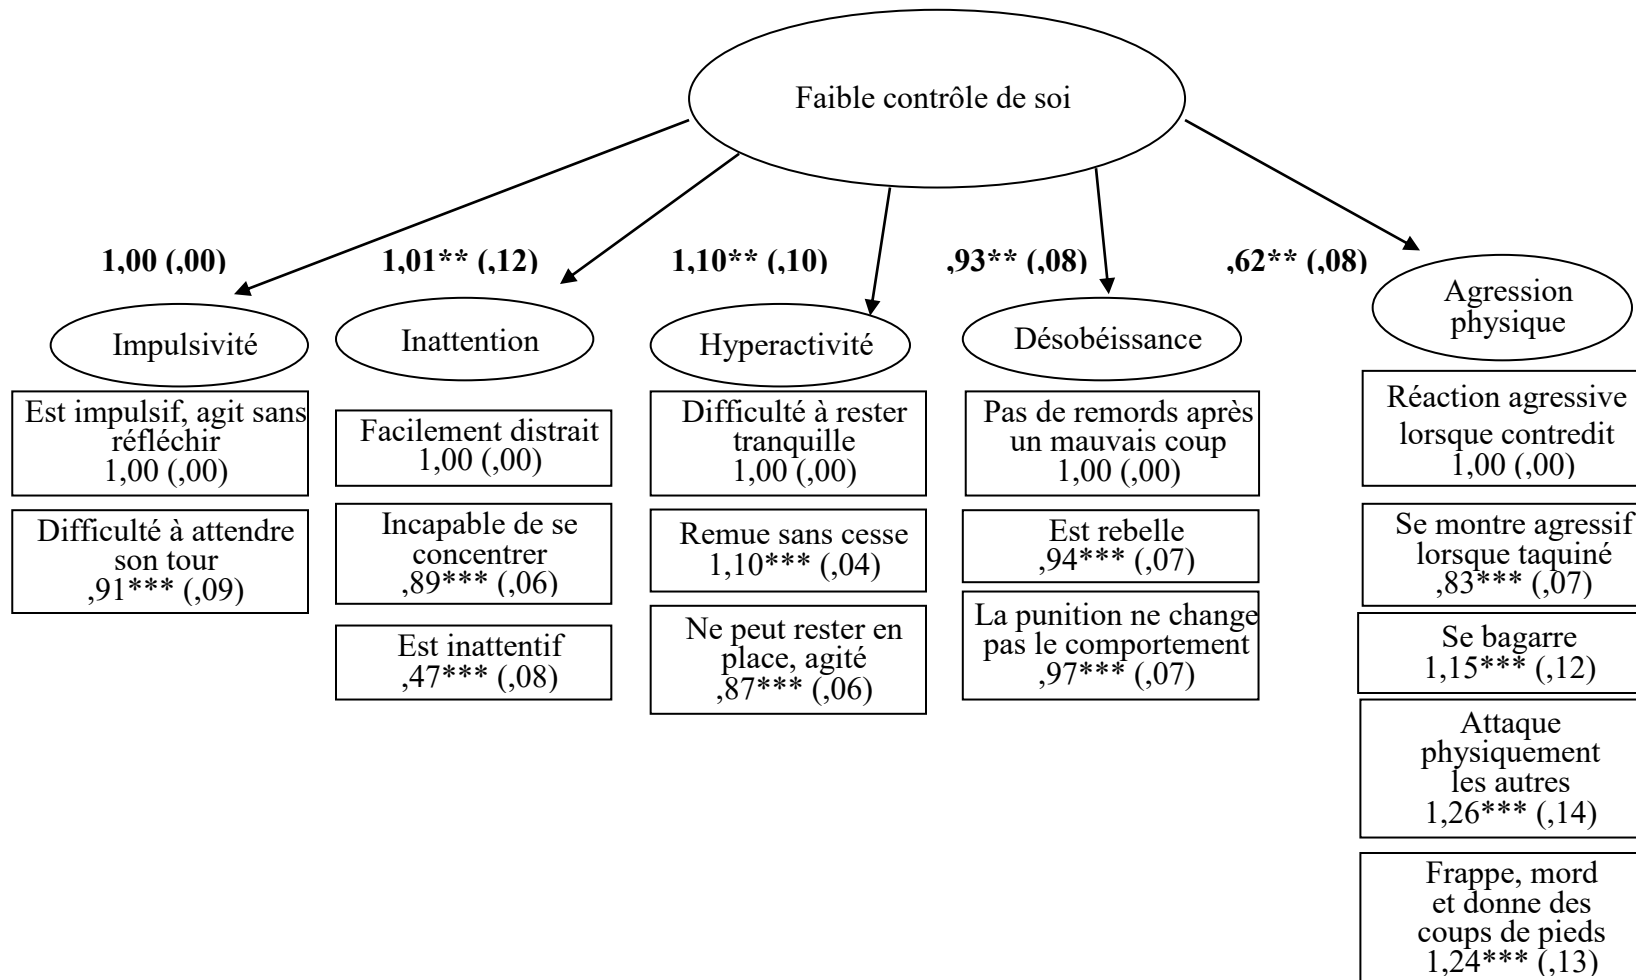 Faible contrôle de soi
1,00 (,00)
1,01** (,12)
1,10** (,10)
,93** (,08)
,62** (,08)
Impulsivité
Inattention
Hyperactivité
Désobéissance
Agression
physique
Est impulsif, agit sans
réfléchir
1,00 (,00)
Difficulté à attendre
son tour
,91*** (,09)
Facilement distrait
1,00 (,00)
Incapable de se
concentrer
,89*** (,06)
Est inattentif
,47*** (,08)
Difficulté à rester
tranquille
1,00 (,00)
Remue sans cesse
1,10*** (,04)
Ne peut rester en
place, agité
,87*** (,06)
Pas de remords après
un mauvais coup
1,00 (,00)
Est rebelle
,94*** (,07)
La punition ne change
pas le comportement
,97*** (,07)
Réaction agressive
lorsque contredit
1,00 (,00)
Se montre agressif
lorsque taquiné
,83*** (,07)
Se bagarre
1,15*** (,12)
Attaque
physiquement
les autres
1,26*** (,14)
Frappe, mord
et donne des
coups de pieds
1,24*** (,13)